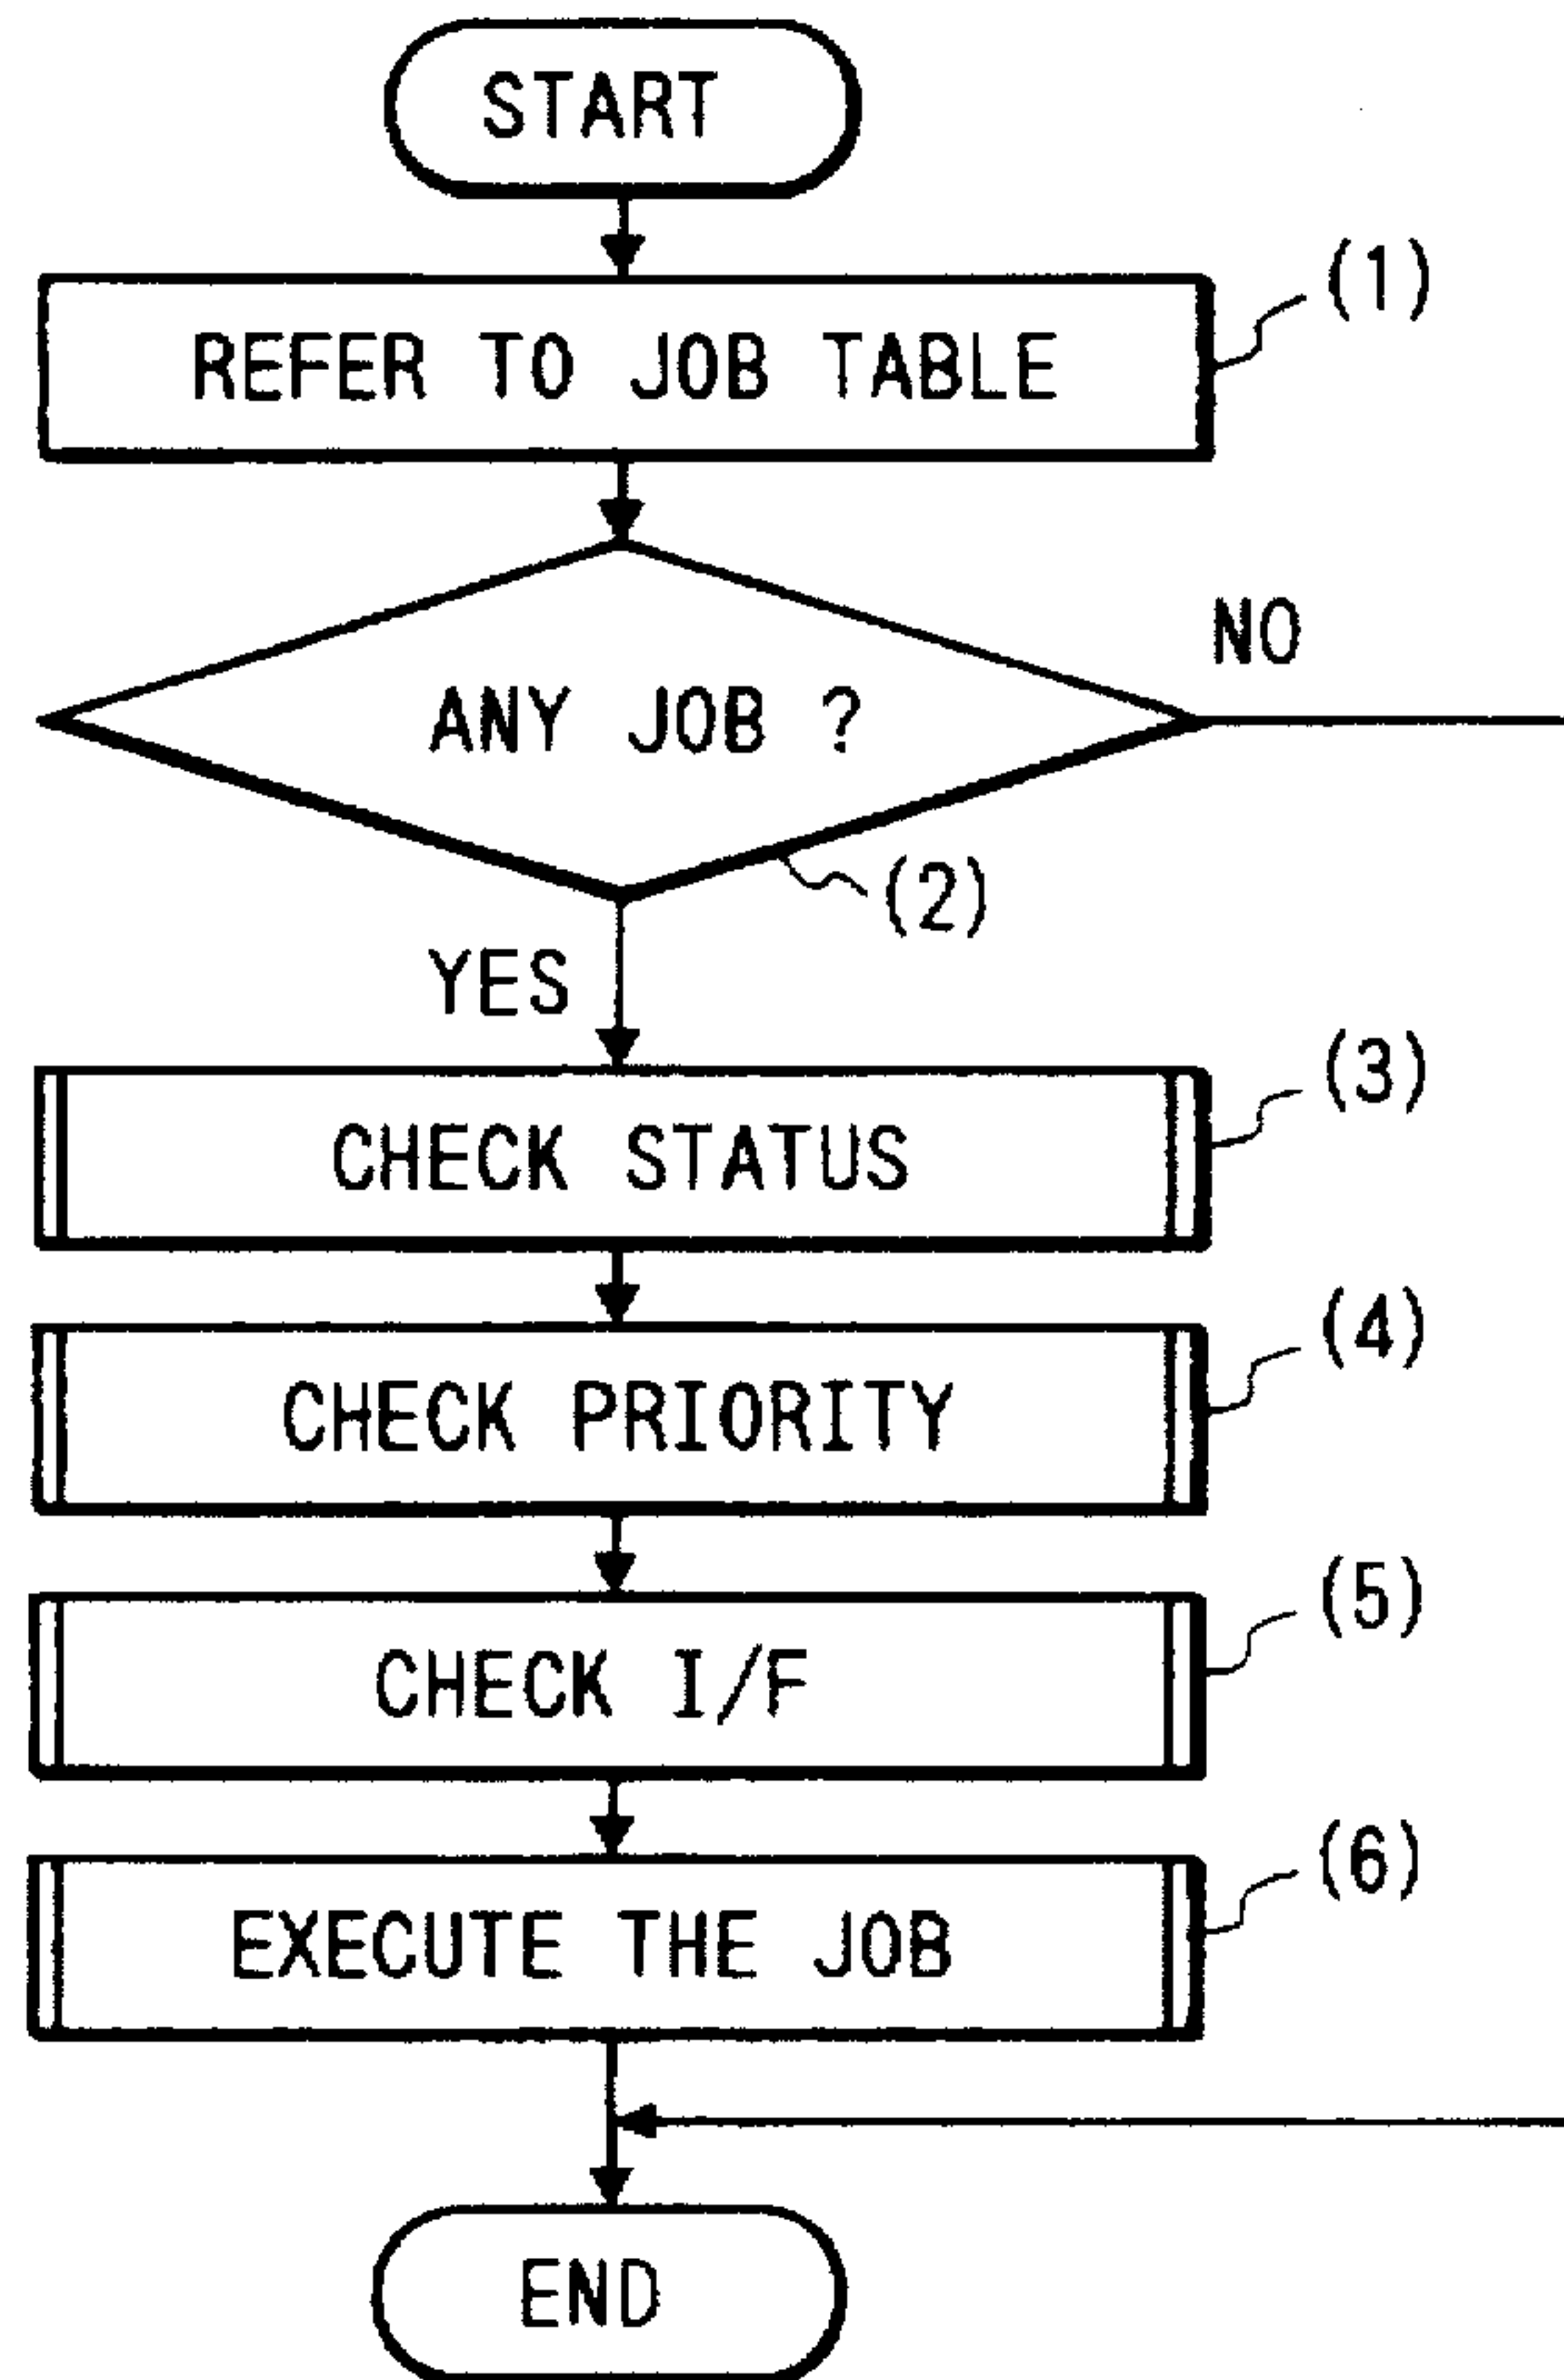 START
(1)
REFER TO JOB TABLE
NO
ANY JOB ?
(2)
YES
(3)
CHECK STATUS
(4)
CHECK PRIORITY
(5)
CHECK I/F
(6)
EXECUTE THE JOB
END